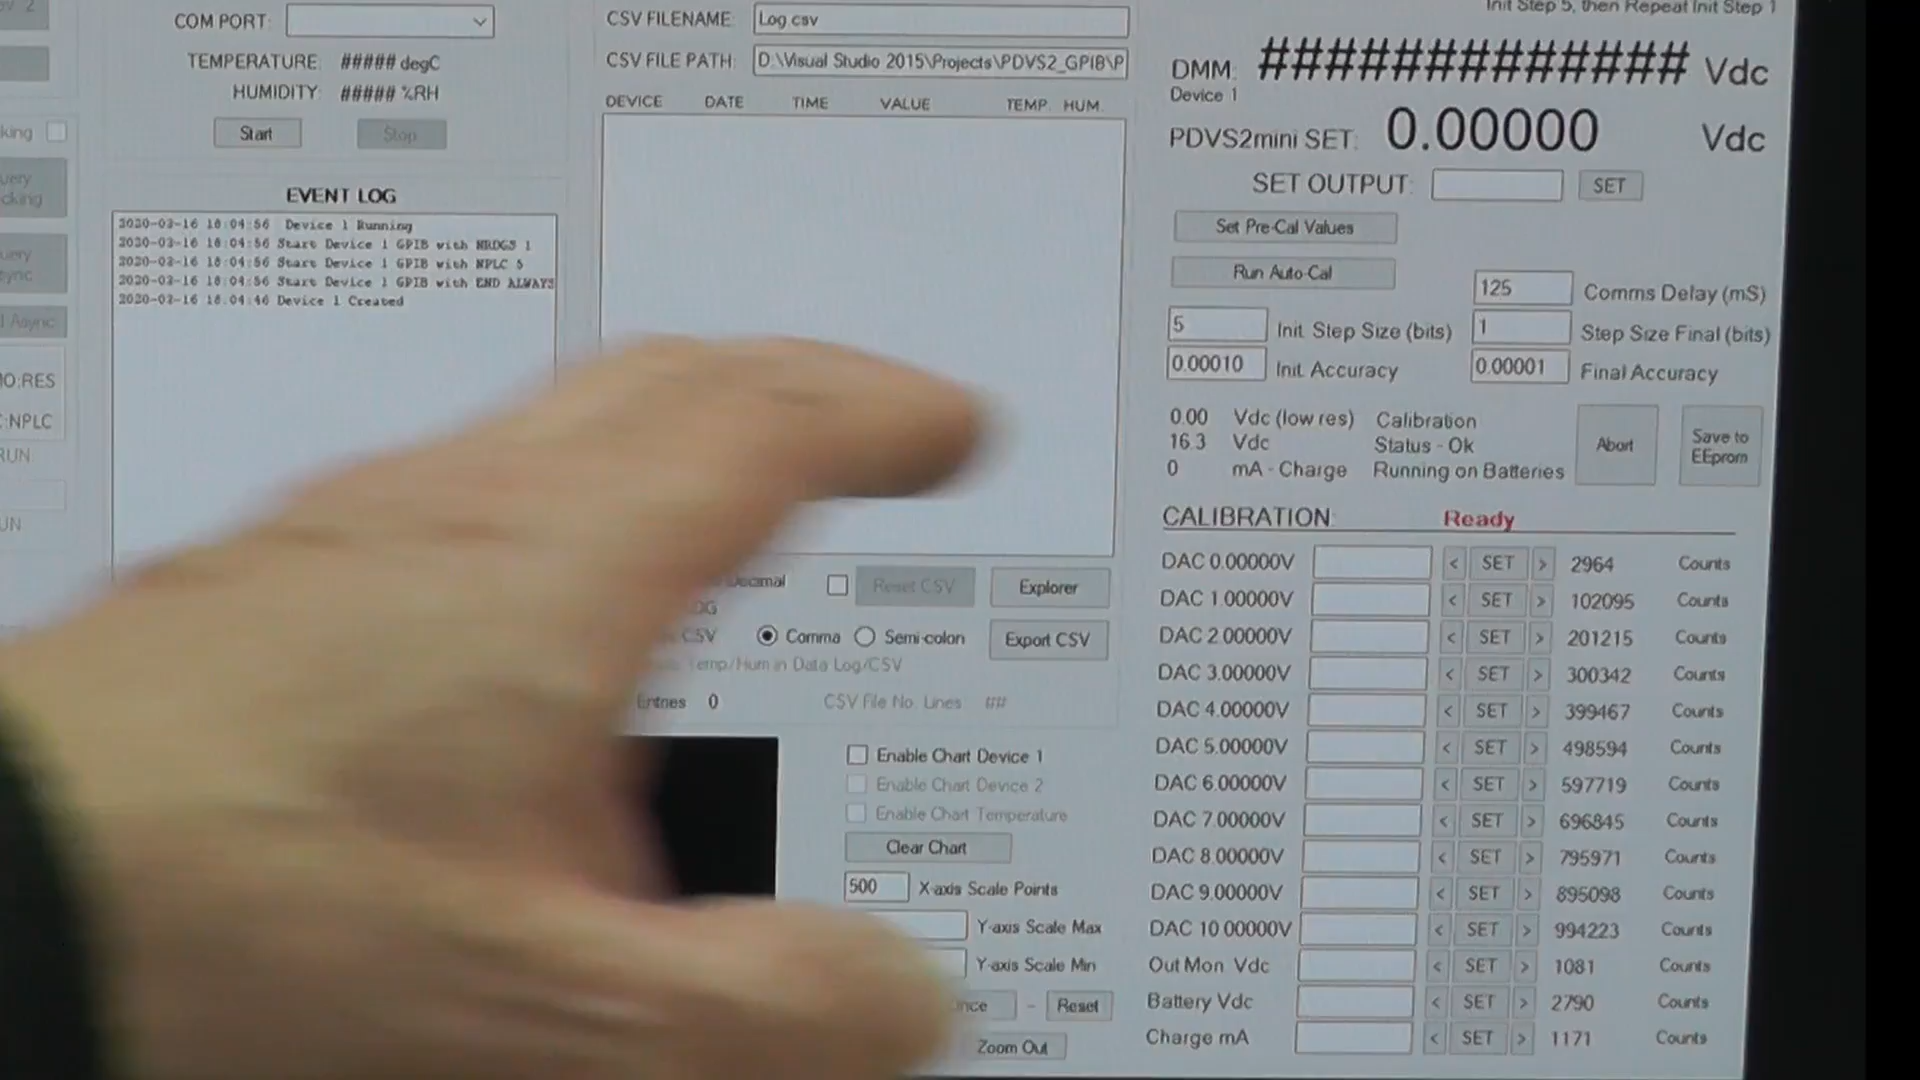 Init Step 5, then Repeat Init Step 1
COM PORT:
TEMPERATURE: ##### degC
HUMIDITY: ##### %RH
Start
Stop
EVENT LOG
2020-03-16 18:04:56 Device 1 Running
2020-03-16 18:04:56 Start Device 1 GPIB with NRDGS 1
2020-03-16 18:04:56 Start Device 1 GPIB with NPLC 5
2020-03-16 18:04:56 Start Device 1 GPIB with END ALWAYS
2020-03-16 18:04:46 Device 1 Created
IO:RES
:NPLC
RUN
UN
CSV FILENAME: Log.csv
CSV FILE PATH: D:\Visual Studio 2015\Projects\PDVS2_GPIB\P
DEVICE DATE TIME VALUE TEMP. HUM.
Decimal
Reset CSV
Explorer
CSV
Comma
Semi-colon
Export CSV
Temp/Hum in Data Log/CSV
Entries 0
CSV File No. Lines ##
Enable Chart Device 1
Enable Chart Device 2
Enable Chart Temperature
Clear Chart
500 X-axis Scale Points
Y-axis Scale Max
Y-axis Scale Min
- Reset
Zoom Out
DMM: ############# Vdc
Device 1
PDVS2mini SET: 0.00000 Vdc
SET OUTPUT: SET
Set Pre-Cal Values
Run Auto-Cal
125 Comms Delay (mS)
5 Init. Step Size (bits) 1 Step Size Final (bits)
0.00010 Init. Accuracy 0.00001 Final Accuracy
0.00 Vdc (low res) Calibration
16.3 Vdc Status - Ok
0 mA - Charge Running on Batteries
Abort
Save to
EEprom
CALIBRATION: Ready
DAC 0.00000V < SET > 2964 Counts
DAC 1.00000V < SET > 102095 Counts
DAC 2.00000V < SET > 201215 Counts
DAC 3.00000V < SET > 300342 Counts
DAC 4.00000V < SET > 399467 Counts
DAC 5.00000V < SET > 498594 Counts
DAC 6.00000V < SET > 597719 Counts
DAC 7.00000V < SET > 696845 Counts
DAC 8.00000V < SET > 795971 Counts
DAC 9.00000V < SET > 895098 Counts
DAC 10.00000V < SET > 994223 Counts
Out Mon Vdc < SET > 1081 Counts
Battery Vdc < SET > 2790 Counts
Charge mA < SET > 1171 Counts